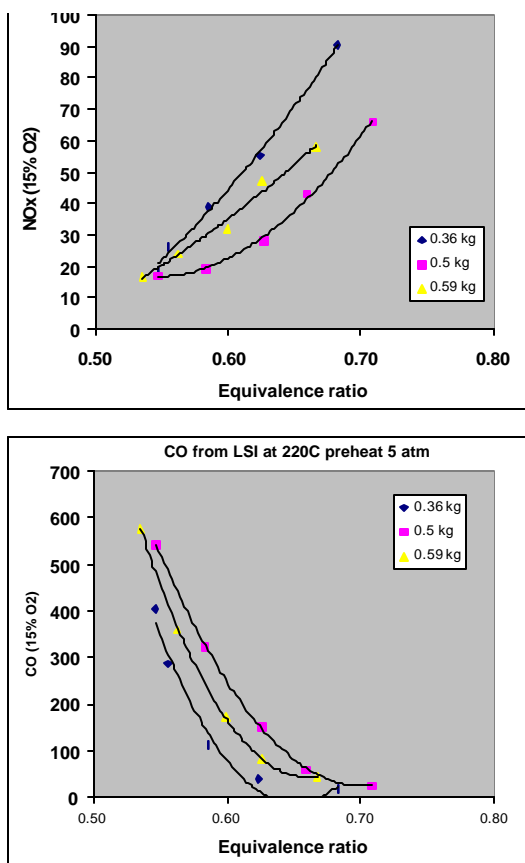 100
90
80
70
60
50
40
30
20
10
0
NOx (15% O2)
0.36 kg
0.5 kg
0.59 kg
0.50 0.60 0.70 0.80
Equivalence ratio
CO from LSI at 220C preheat 5 atm
700
600
500
400
300
200
100
0
CO (15% O2)
0.36 kg
0.5 kg
0.59 kg
0.50 0.60 0.70 0.80
Equivalence ratio